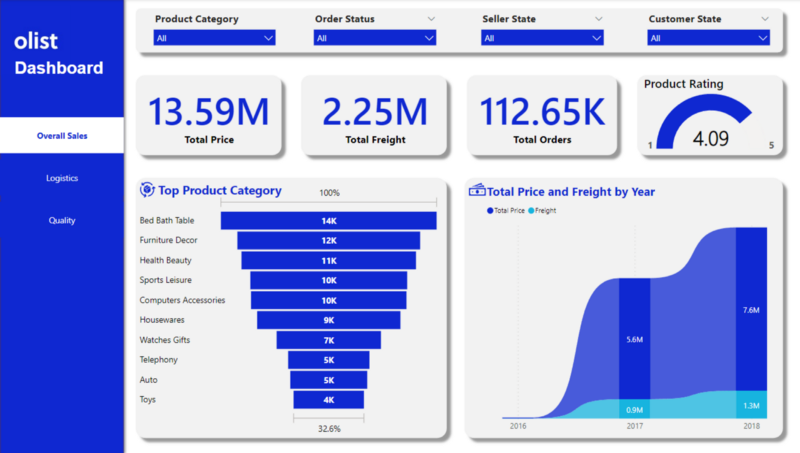 olist
Dashboard
Overall Sales
Logistics
Quality
Product Category
All
Order Status
All
Seller State
All
Customer State
All
13.59M
Total Price
2.25M
Total Freight
112.65K
Total Orders
Product Rating
1
4.09
5
Top Product Category
100%
Bed Bath Table 14K
Furniture Decor 12K
Health Beauty 11K
Sports Leisure 10K
Computers Accessories 10K
Housewares 9K
Watches Gifts 7K
Telephony 5K
Auto 5K
Toys 4K
32.6%
Total Price and Freight by Year
Total Price Freight
7.6M
5.6M
1.3M
0.9M
2016 2017 2018